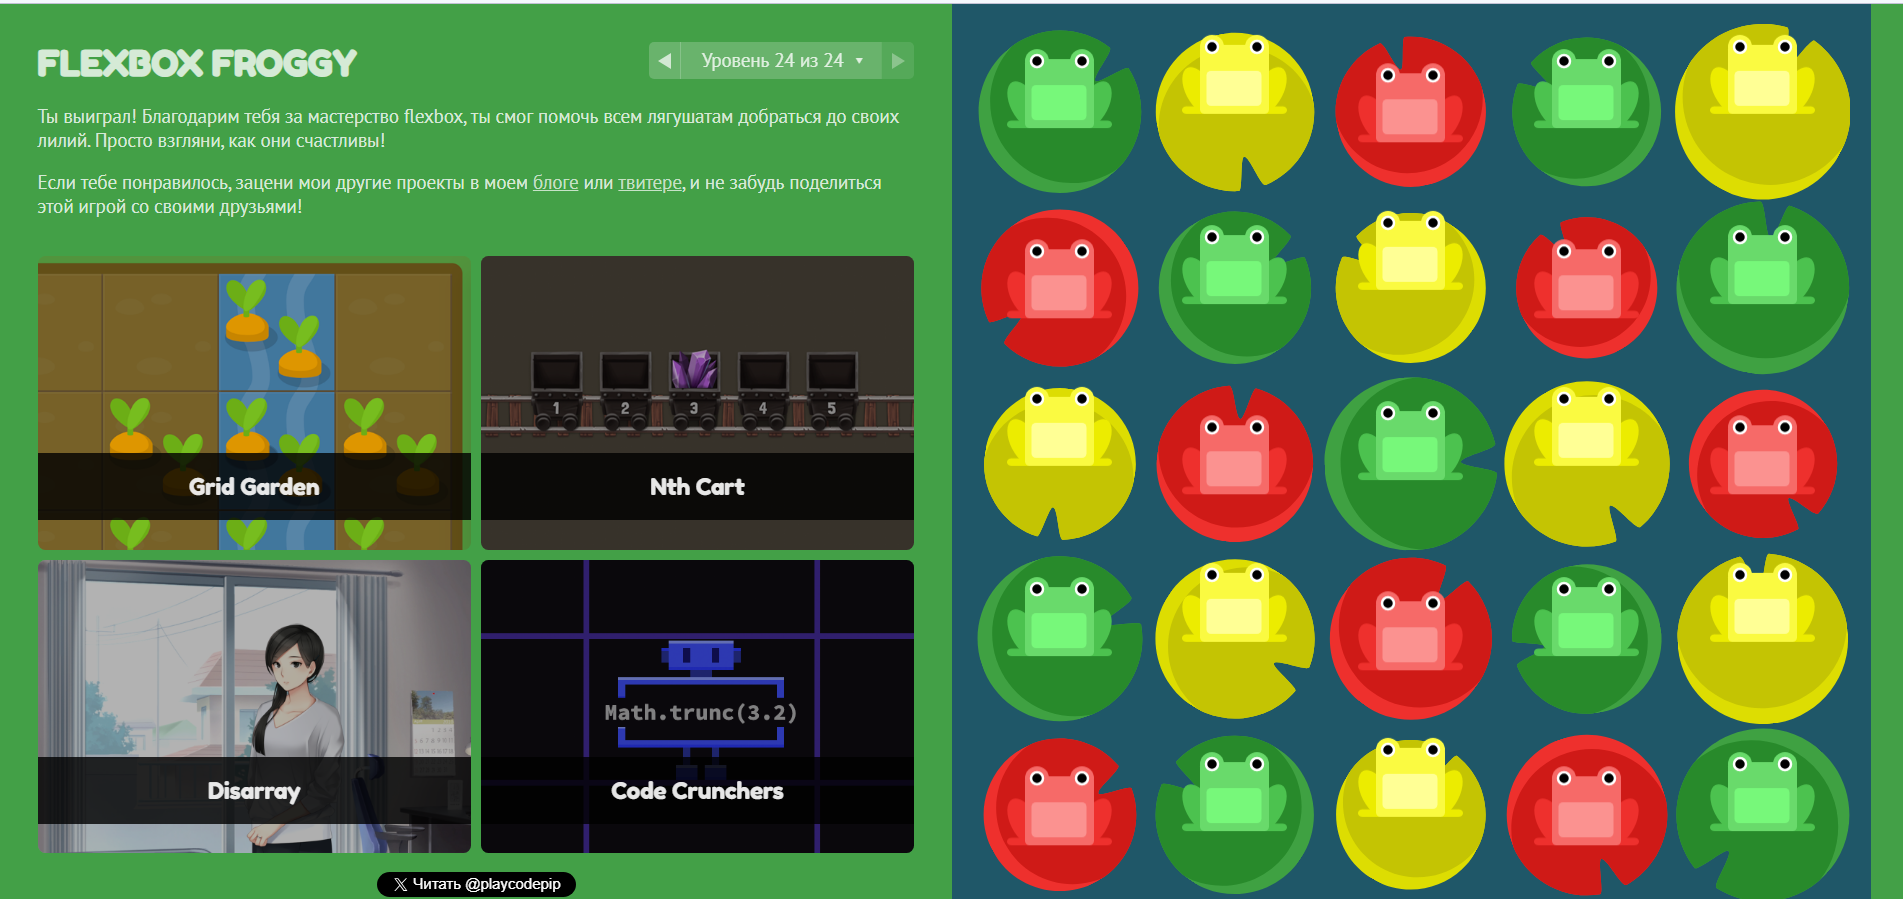 FLEXBOX FROGGY
Уровень 24 из 24
Ты выиграл! Благодарим тебя за мастерство flexbox, ты смог помочь всем лягушатам добраться до своих
лилий. Просто взгляни, как они счастливы!
Если тебе понравилось, зацени мои другие проекты в моем блоге или твитере, и не забудь поделиться
этой игрой со своими друзьями!
1 2 3 4 5
Grid Garden
Nth Cart
Math.trunc(3.2)
Disarray
Code Crunchers
Читать @playcodepip